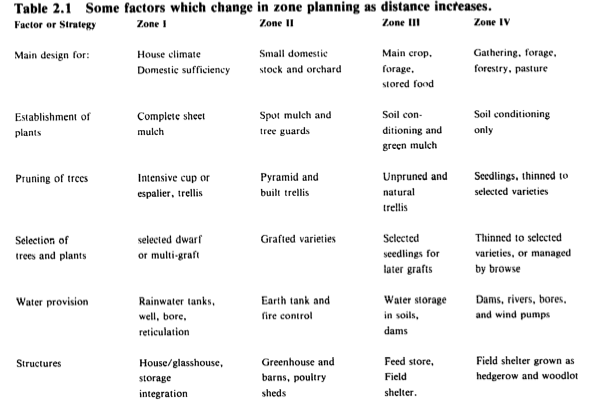 Table 2.1 Some factors which change in zone planning as distance increases.
Factor or Strategy Zone I Zone II Zone III Zone IV
Main design for: House climate Small domestic Main crop, Gathering, forage,
Domestic sufficiency stock and orchard forage, forestry, pasture
stored food
Establishment of Complete sheet Spot mulch and Soil con- Soil conditioning
plants mulch tree guards ditioning and only
green mulch
Pruning of trees Intensive cup or Pyramid and Unpruned and Seedlings, thinned to
espalier, trellis built trellis natural selected varieties
trellis
Selection of selected dwarf Grafted varieties Selected Thinned to selected
trees and plants or multi-graft seedlings for varieties, or managed
later grafts by browse
Water provision Rainwater tanks, Earth tank and Water storage Dams, rivers, bores,
well, bore, fire control in soils, and wind pumps
reticulation dams
Structures House/glasshouse, Greenhouse and Feed store, Field shelter grown as
storage barns, poultry Field hedgerow and woodlot
integration sheds shelter.